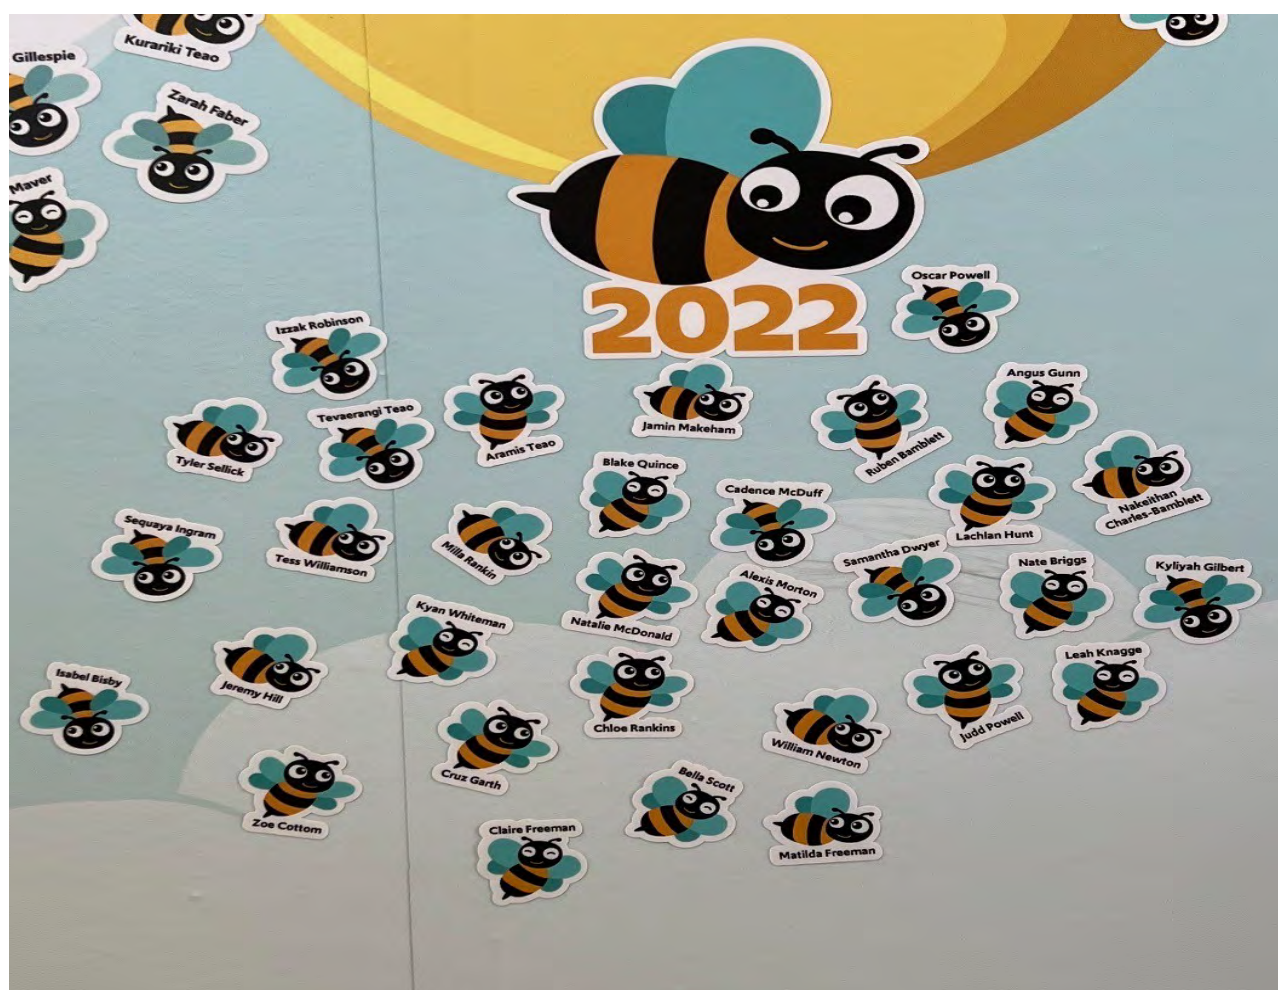 Kurariki Teao
Gillespie
Zarah Faber
Maver
2022
Oscar Powell
Izzak Robinson
Angus Gunn
Tevaerangi Teao
Jamin Makeham
Aramis Teao
Ruben Bamblett
Tyler Sellick
Blake Quince
Cadence McDuff
Nakeithan
Charles-Bamblett
Lachlan Hunt
Sequaya Ingram
Tess Williamson
Milla Rankin
Samantha Dwyer
Nate Briggs
Kyliyah Gilbert
Alexis Morton
Kyan Whiteman
Natalie McDonald
Leah Knagge
Isabel Bisby
Jeremy Hill
Chloe Rankins
Judd Powell
William Newton
Cruz Garth
Bella Scott
Zoe Cottom
Claire Freeman
Matilda Freeman